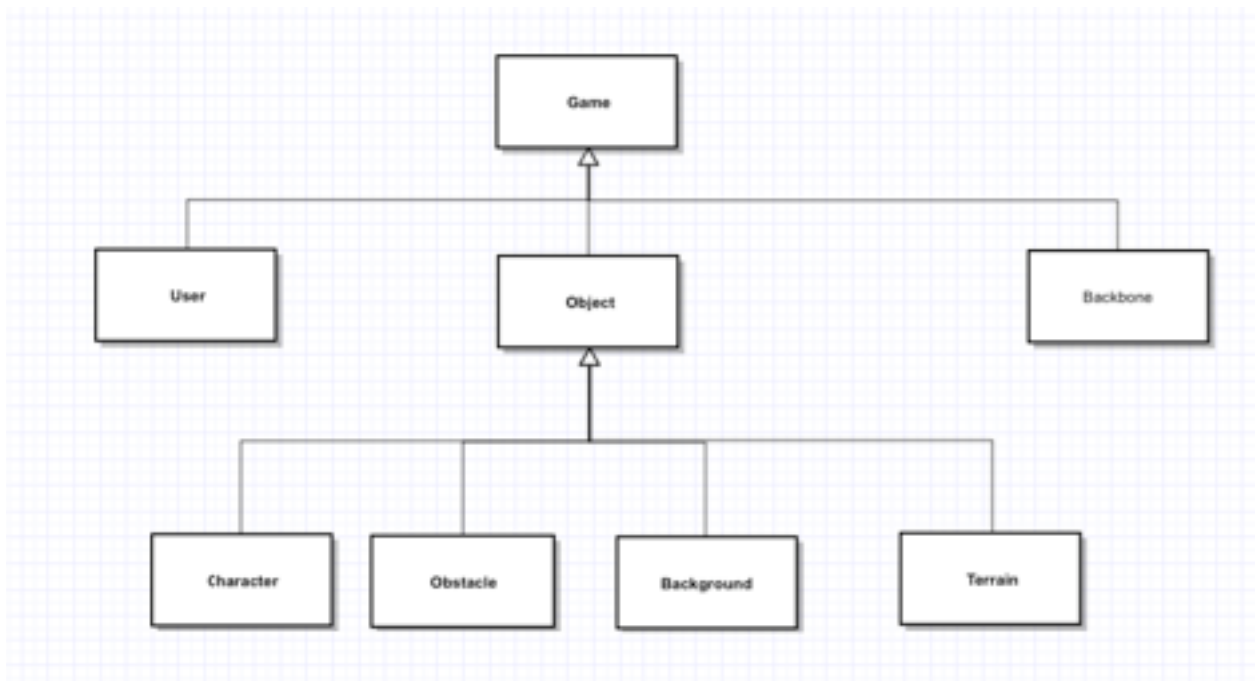 Game
User
Object
Backbone
Character
Obstacle
Background
Terrain